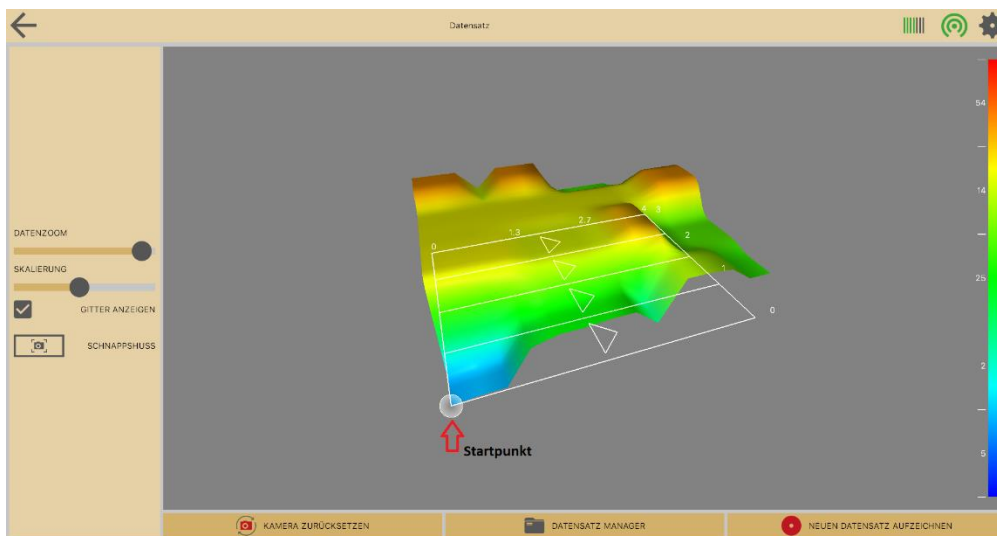 Datensatz
DATENZOOM
SKALIERUNG
GITTER ANZEIGEN
SCHNAPPSHUSS
0
1.3
2.7
4
3
2
1
0
Startpunkt
54
14
25
2
5
KAMERA ZURÜCKSETZEN
DATENSATZ MANAGER
NEUEN DATENSATZ AUFZEICHNEN